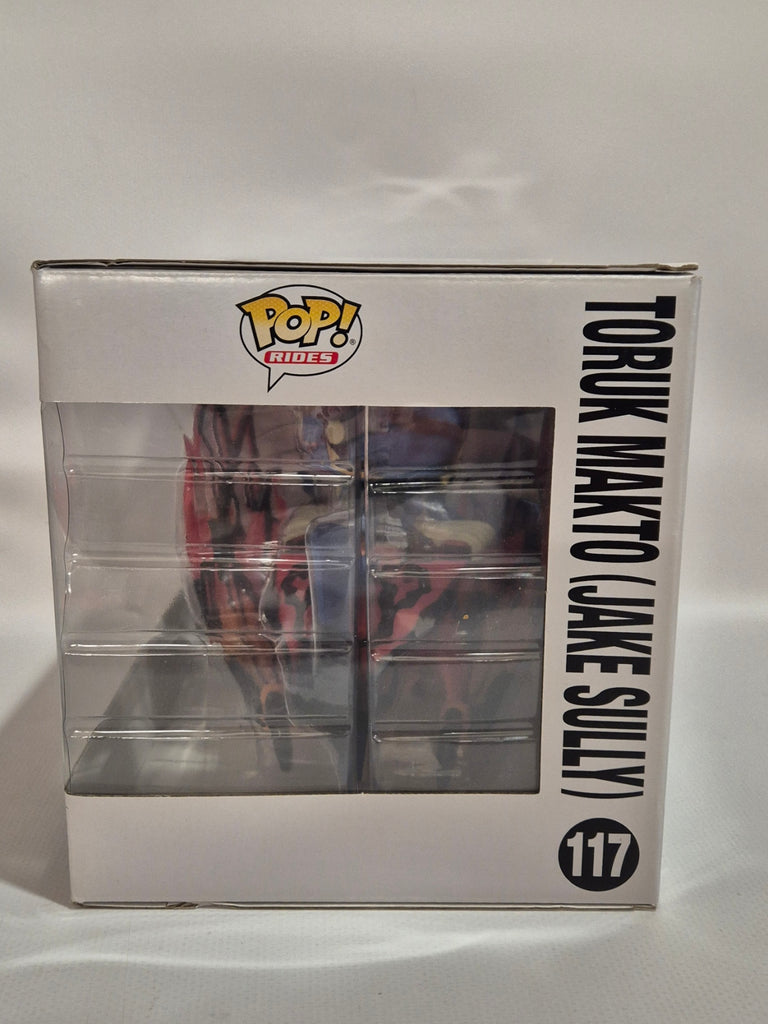 POP!
RIDES
TORUK MAKTO (JAKE SULLY)
117